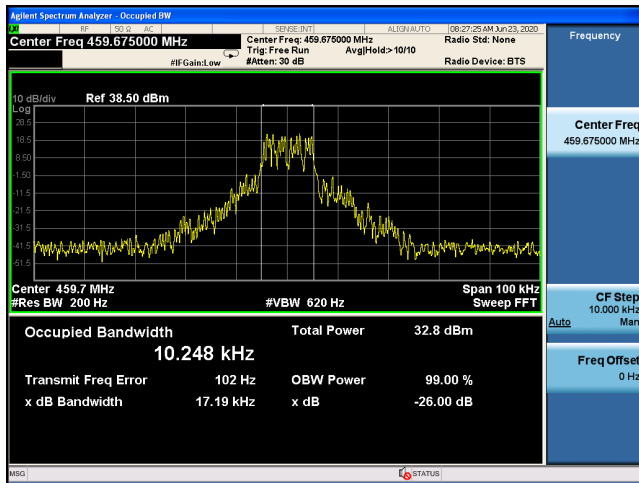 Agilent Spectrum Analyzer - Occupied BW
RF 50 Ω AC SENSE:INT ALIGN AUTO 08:27:25 AM Jun 23, 2020
Center Freq 459.675000 MHz Center Freq: 459.675000 MHz Radio Std: None Frequency
Trig: Free Run Avg|Hold:> 10/10
#IFGain:Low #Atten: 30 dB Radio Device: BTS
10 dB/div Ref 38.50 dBm
Log
28.5
18.5
8.50
-1.50
-11.5
-21.5
-31.5
-41.5
-51.5
Center Freq
459.675000 MHz
Center 459.7 MHz Span 100 kHz
#Res BW 200 Hz #VBW 620 Hz Sweep FFT
CF Step
10.000 kHz
Auto Man
Occupied Bandwidth Total Power 32.8 dBm
10.248 kHz
Transmit Freq Error 102 Hz OBW Power 99.00 %
x dB Bandwidth 17.19 kHz x dB -26.00 dB
Freq Offset
0 Hz
MSG STATUS